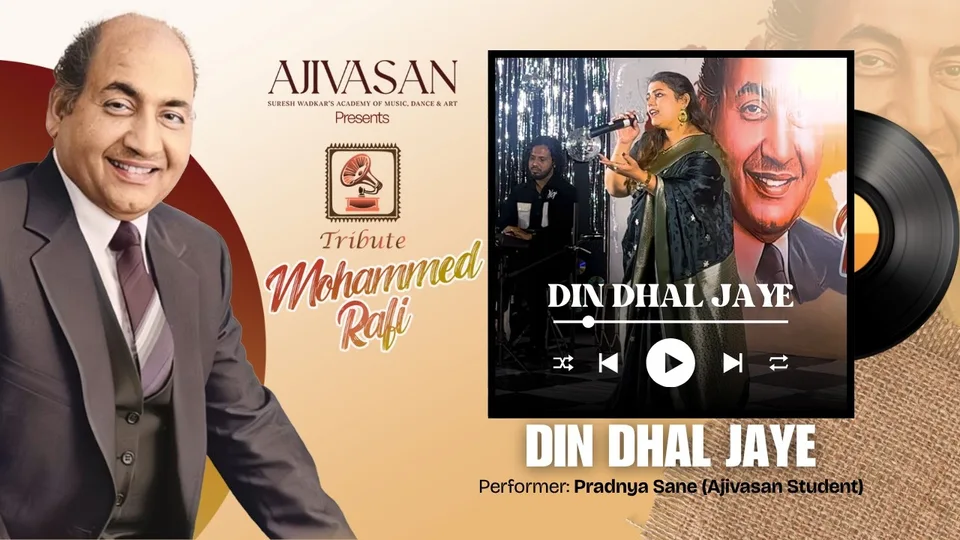 AJIVASAN
SURESH WADKAR'S ACADEMY OF MUSIC, DANCE & ART
Presents
Tribute
Mohammed
Rafi
DIN DHAL JAYE
DIN DHAL JAYE
Performer: Pradnya Sane (Ajivasan Student)